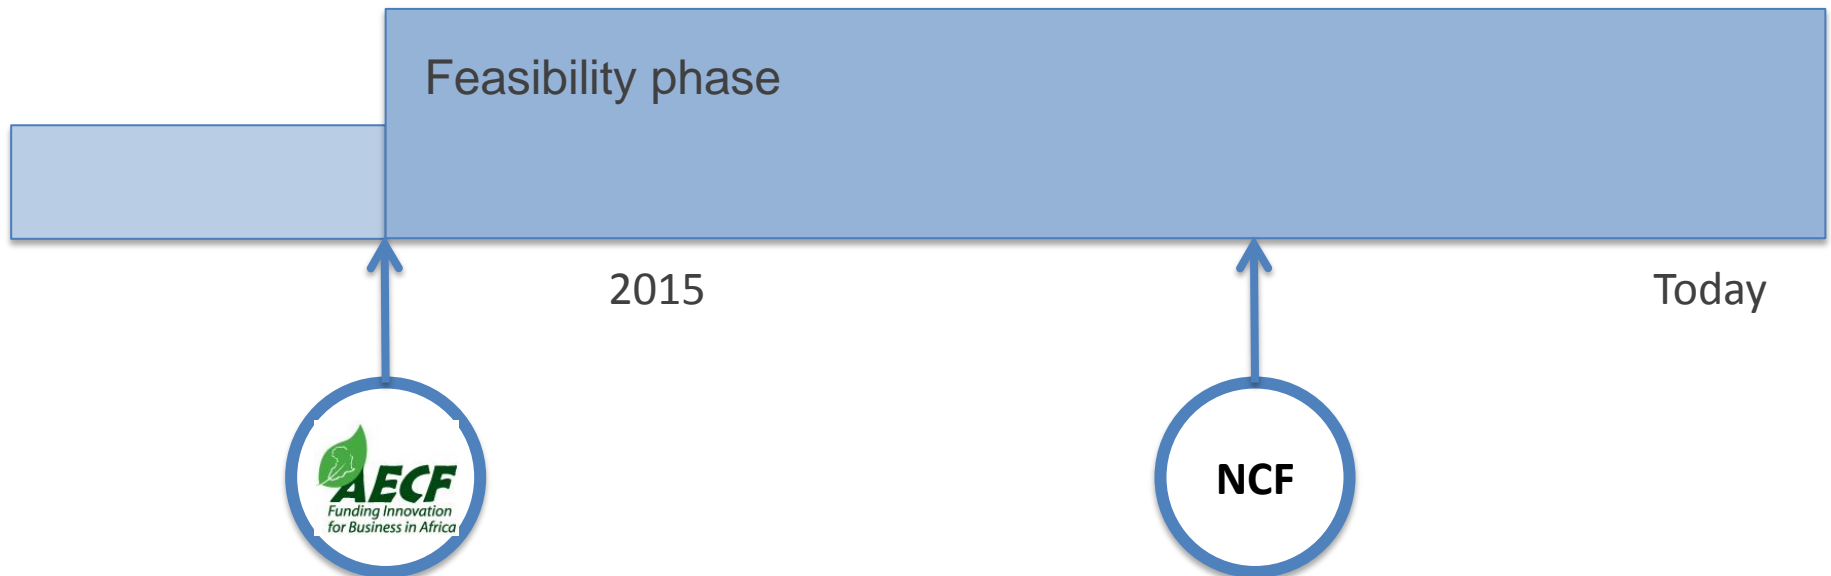 Feasibility phase
2015
Today
AECF
Funding Innovation
for Business in Africa
NCF